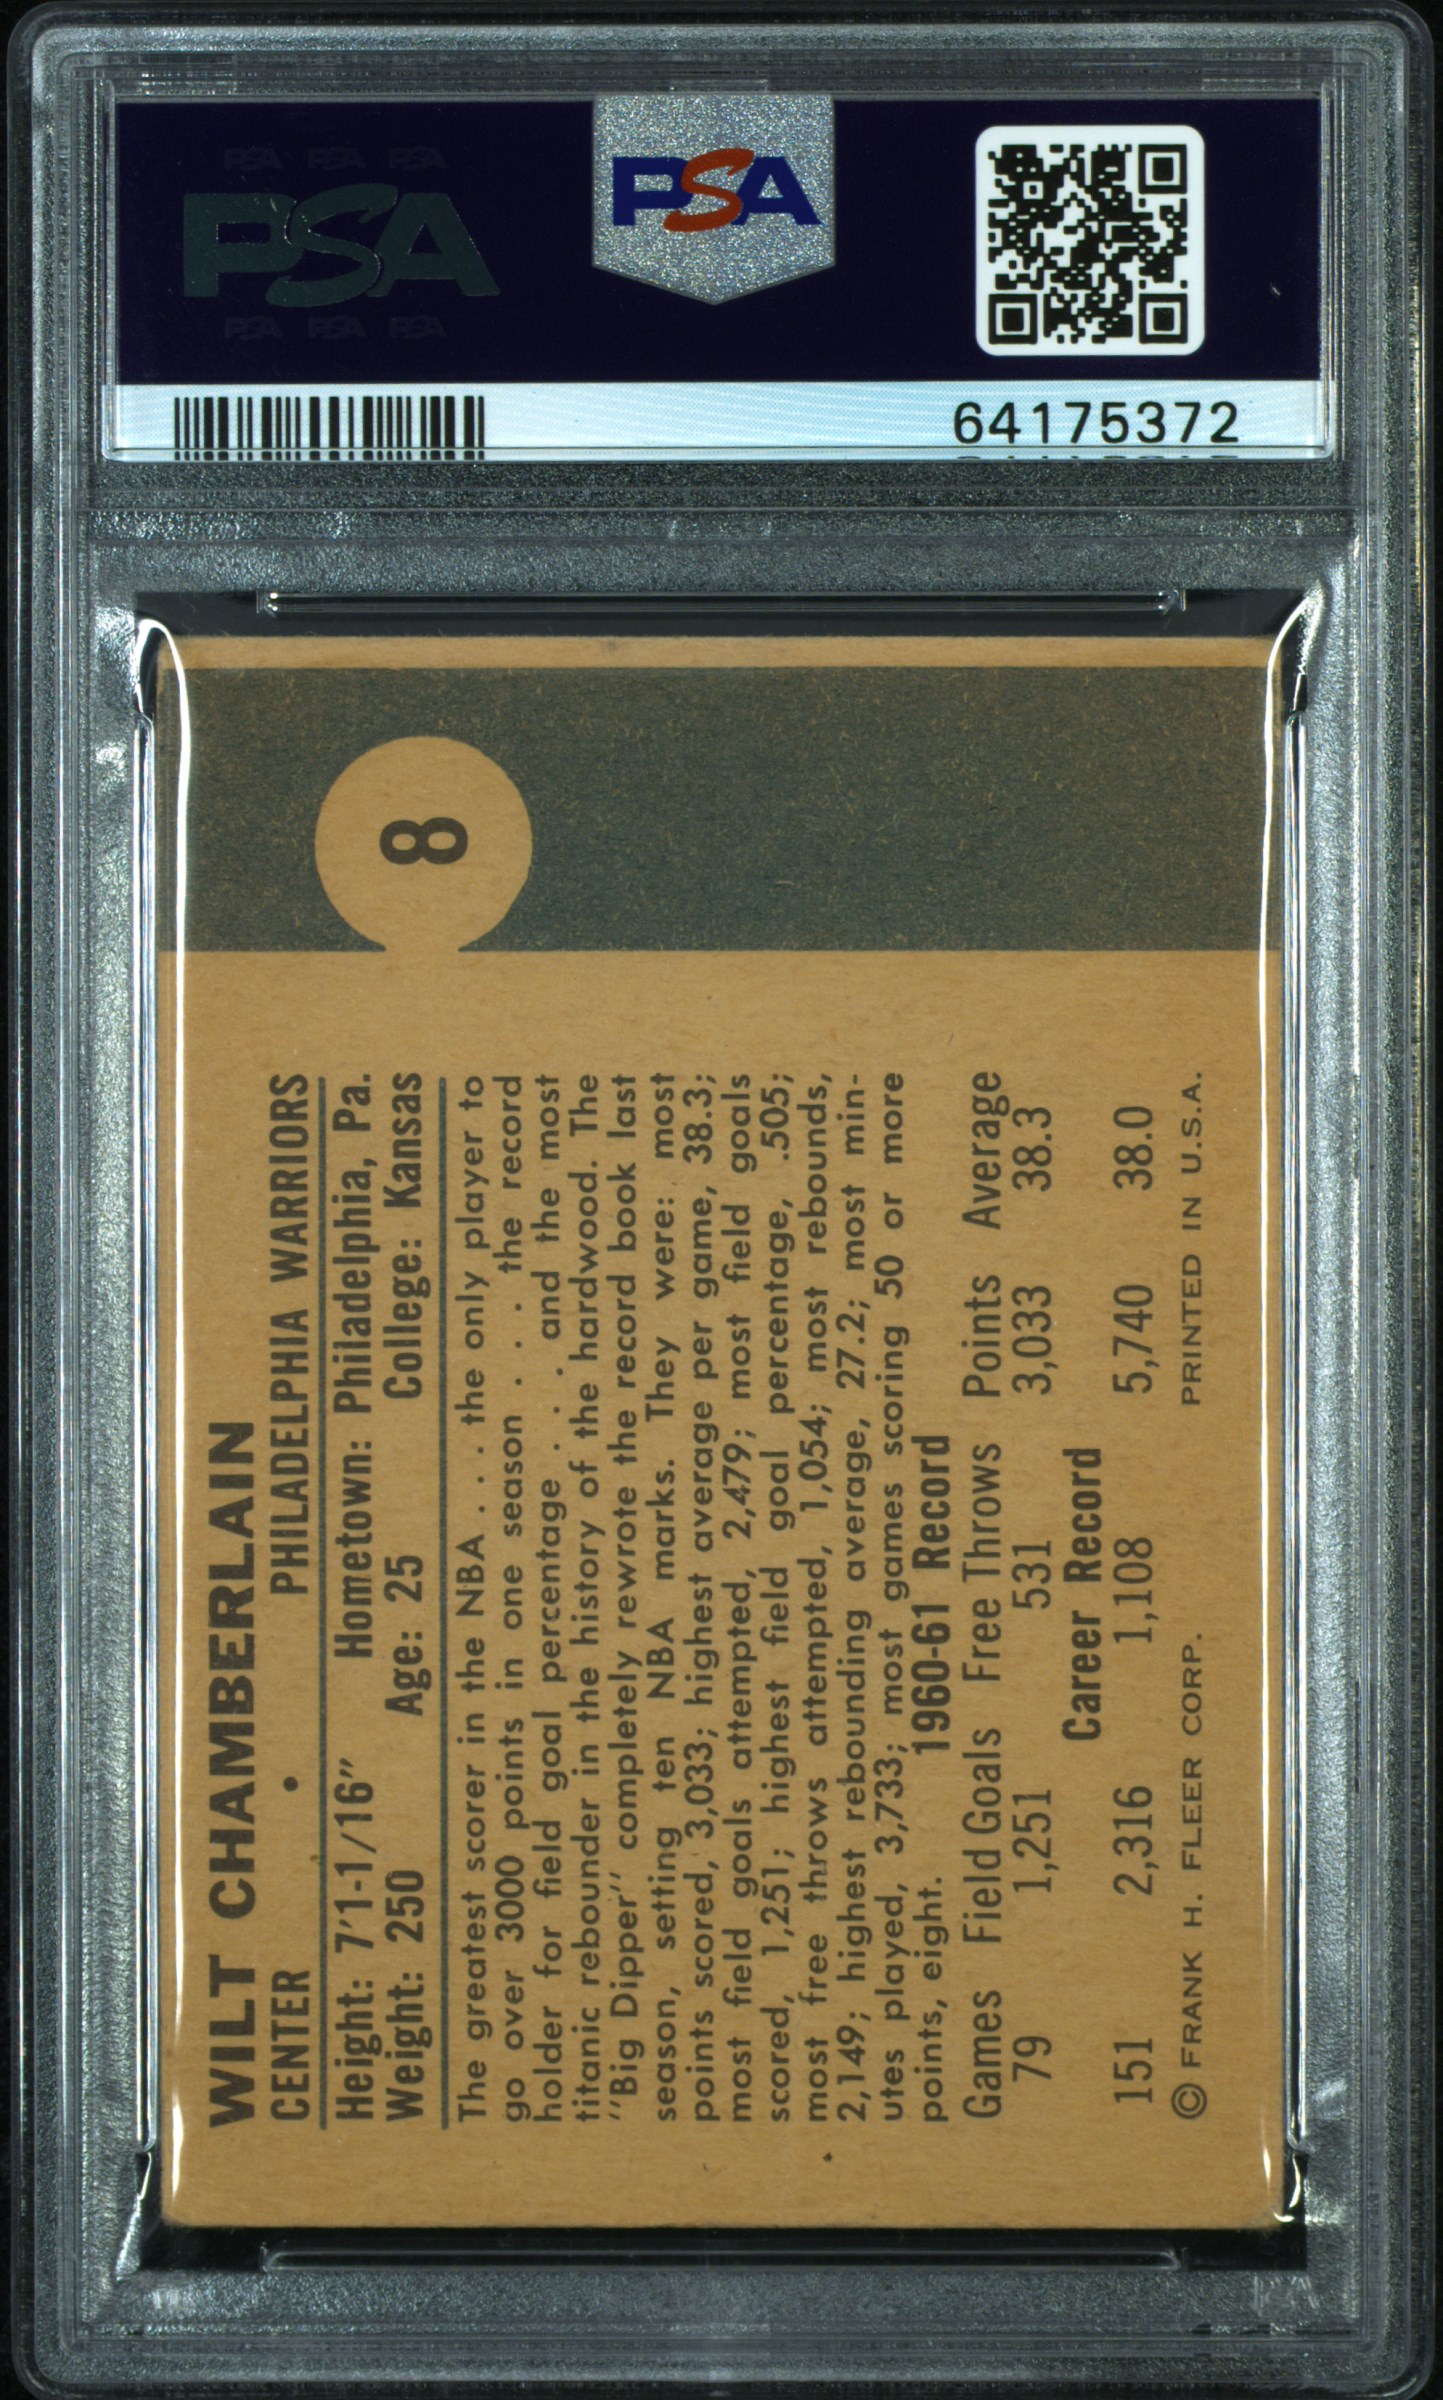 PSA PSA PSA
PSA
PSA PSA PSA
PSA
64175372
8
WILT CHAMBERLAIN
CENTER • PHILADELPHIA WARRIORS
Height: 7'1-1/16" Hometown: Philadelphia, Pa.
Weight: 250 Age: 25 College: Kansas
The greatest scorer in the NBA . . . the only player to
go over 3000 points in one season . . . the record
holder for field goal percentage . . . and the most
titanic rebounder in the history of the hardwood. The
"Big Dipper" completely rewrote the record book last
season, setting ten NBA marks. They were: most
points scored, 3,033; highest average per game, 38.3;
most field goals attempted, 2,479; most field goals
scored, 1,251; highest field goal percentage, .505;
most free throws attempted, 1,054; most rebounds,
2,149; highest rebounding average, 27.2; most min-
utes played, 3,733; most games scoring 50 or more
points, eight.
1960-61 Record
Games Field Goals Free Throws Points Average
79 1,251 531 3,033 38.3
Career Record
151 2,316 1,108 5,740 38.0
© FRANK H. FLEER CORP. PRINTED IN U.S.A.